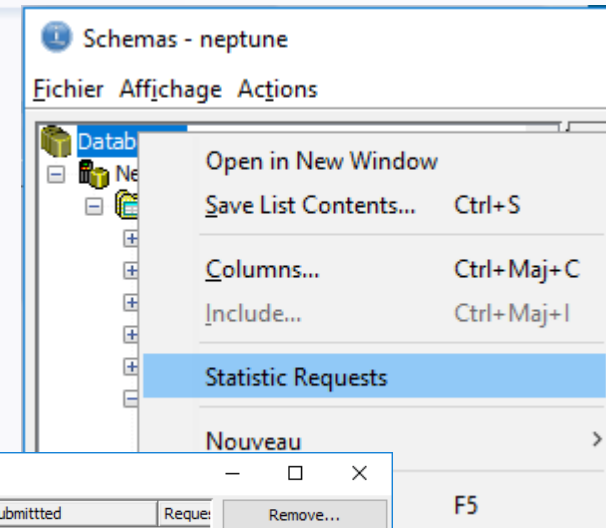 Schemas - neptune
Fichier Affichage Actions
Datab
Ne
Open in New Window
Save List Contents... Ctrl+S
Columns... Ctrl+Maj+C
Include... Ctrl+Maj+I
Statistic Requests
Nouveau
F5
ubmittted Reques Remove...